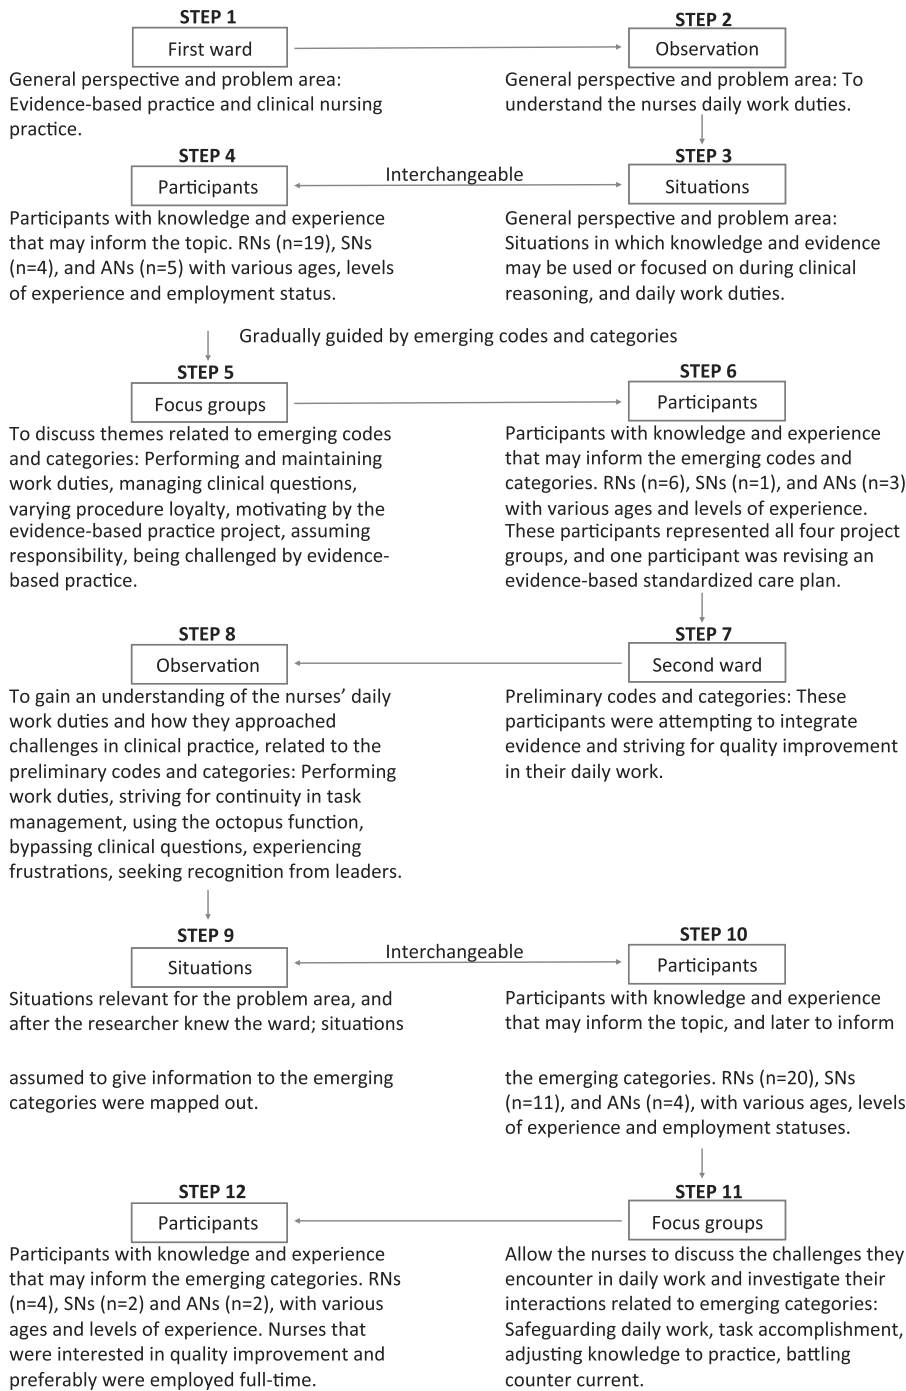 STEP 1
First ward
General perspective and problem area:
Evidence-based practice and clinical nursing
practice.
STEP 2
Observation
General perspective and problem area: To
understand the nurses daily work duties.
STEP 3
Situations
General perspective and problem area:
Situations in which knowledge and evidence
may be used or focused on during clinical
reasoning, and daily work duties.
Interchangeable
STEP 4
Participants
Participants with knowledge and experience
that may inform the topic. RNs (n=19), SNs
(n=4), and ANs (n=5) with various ages, levels
of experience and employment status.
Gradually guided by emerging codes and categories
STEP 5
Focus groups
To discuss themes related to emerging codes
and categories: Performing and maintaining
work duties, managing clinical questions,
varying procedure loyalty, motivating by the
evidence-based practice project, assuming
responsibility, being challenged by evidence-
based practice.
STEP 6
Participants
Participants with knowledge and experience
that may inform the emerging codes and
categories. RNs (n=6), SNs (n=1), and ANs (n=3)
with various ages and levels of experience.
These participants represented all four project
groups, and one participant was revising an
evidence-based standardized care plan.
STEP 7
Second ward
Preliminary codes and categories: These
participants were attempting to integrate
evidence and striving for quality improvement
in their daily work.
STEP 8
Observation
To gain an understanding of the nurses' daily
work duties and how they approached
challenges in clinical practice, related to the
preliminary codes and categories: Performing
work duties, striving for continuity in task
management, using the octopus function,
bypassing clinical questions, experiencing
frustrations, seeking recognition from leaders.
STEP 9
Situations
Situations relevant for the problem area, and
after the researcher knew the ward; situations
assumed to give information to the emerging
categories were mapped out.
Interchangeable
STEP 10
Participants
Participants with knowledge and experience
that may inform the topic, and later to inform
the emerging categories. RNs (n=20), SNs
(n=11), and ANs (n=4), with various ages, levels
of experience and employment statuses.
STEP 11
Focus groups
Allow the nurses to discuss the challenges they
encounter in daily work and investigate their
interactions related to emerging categories:
Safeguarding daily work, task accomplishment,
adjusting knowledge to practice, battling
counter current.
STEP 12
Participants
Participants with knowledge and experience
that may inform the emerging categories. RNs
(n=4), SNs (n=2) and ANs (n=2), with various
ages and levels of experience. Nurses that
were interested in quality improvement and
preferably were employed full-time.